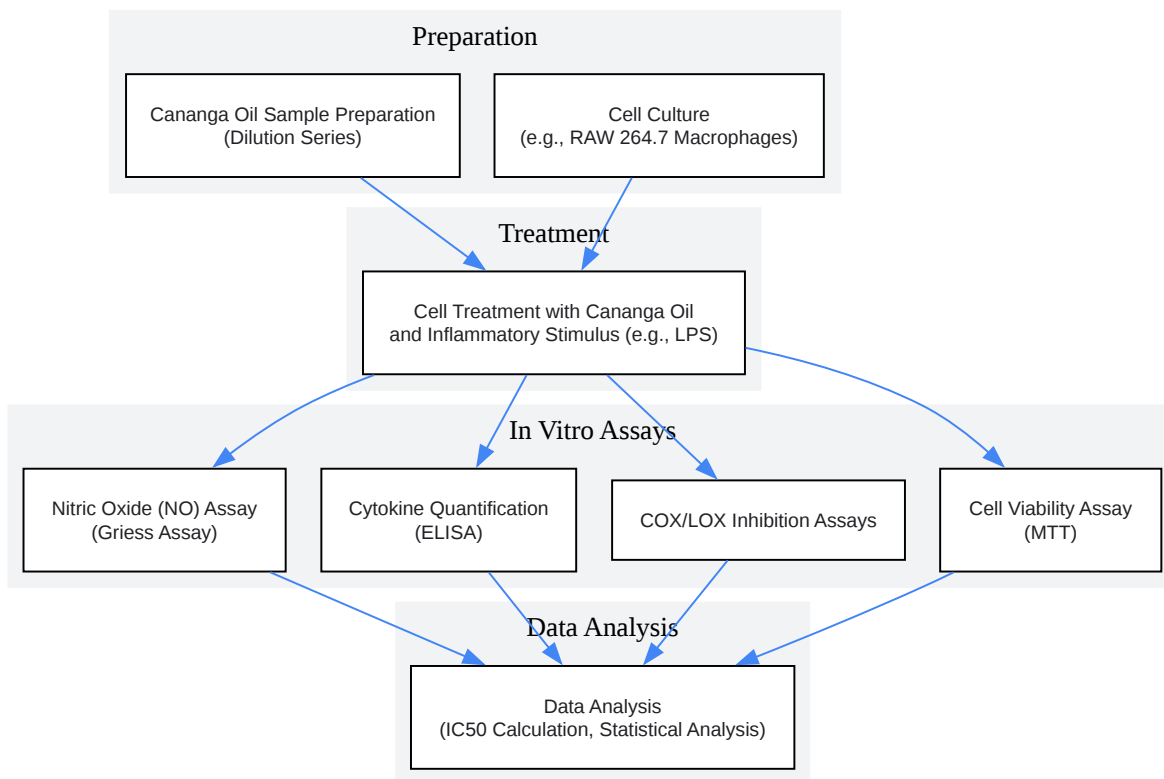 Preparation
Cananga Oil Sample Preparation
(Dilution Series)
Cell Culture
(e.g., RAW 264.7 Macrophages)
Treatment
Cell Treatment with Cananga Oil
and Inflammatory Stimulus (e.g., LPS)
In Vitro Assays
Nitric Oxide (NO) Assay
(Griess Assay)
Cytokine Quantification
(ELISA)
COX/LOX Inhibition Assays
Cell Viability Assay
(MTT)
Data Analysis
Data Analysis
(IC50 Calculation, Statistical Analysis)